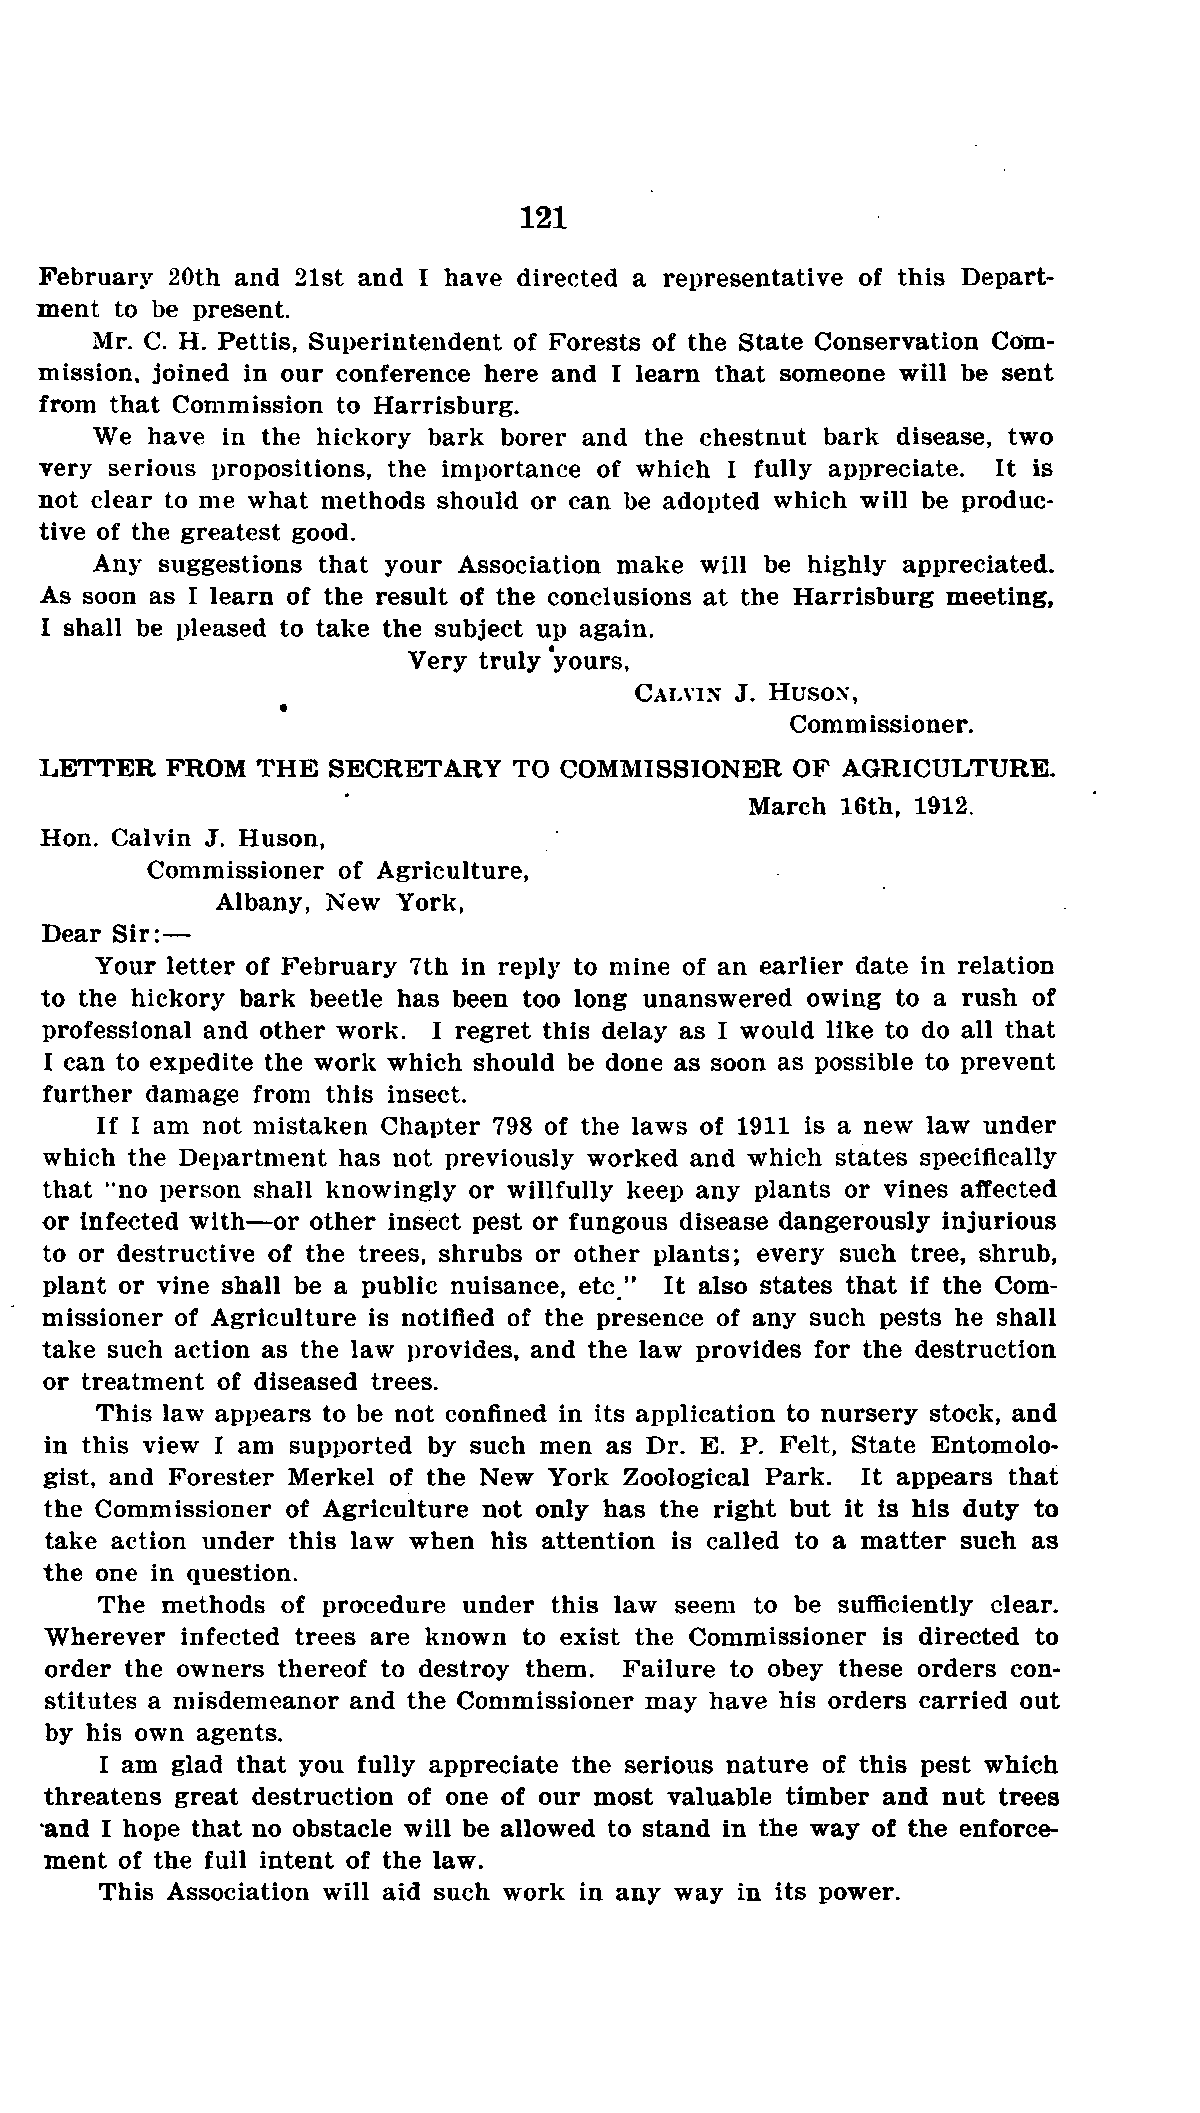 121
February 20th and 21st and I have directed a representative of this Depart-
ment to be present.
Mr. C. H. Pettis, Superintendent of Forests of the State Conservation Com-
mission, joined in our conference here and I learn that someone will be sent
from that Commission to Harrisburg.
We have in the hickory bark borer and the chestnut bark disease, two
very serious propositions, the importance of which I fully appreciate. It is
not clear to me what methods should or can be adopted which will be produc-
tive of the greatest good.
Any suggestions that your Association make will be highly appreciated.
As soon as I learn of the result of the conclusions at the Harrisburg meeting,
I shall be pleased to take the subject up again.
Very truly yours,
CALVIN J. HUSON,
Commissioner.
LETTER FROM THE SECRETARY TO COMMISSIONER OF AGRICULTURE.
March 16th, 1912.
Hon. Calvin J. Huson,
Commissioner of Agriculture,
Albany, New York,
Dear Sir:—
Your letter of February 7th in reply to mine of an earlier date in relation
to the hickory bark beetle has been too long unanswered owing to a rush of
professional and other work. I regret this delay as I would like to do all that
I can to expedite the work which should be done as soon as possible to prevent
further damage from this insect.
If I am not mistaken Chapter 798 of the laws of 1911 is a new law under
which the Department has not previously worked and which states specifically
that "no person shall knowingly or willfully keep any plants or vines affected
or infected with—or other insect pest or fungous disease dangerously injurious
to or destructive of the trees, shrubs or other plants; every such tree, shrub,
plant or vine shall be a public nuisance, etc." It also states that if the Com-
missioner of Agriculture is notified of the presence of any such pests he shall
take such action as the law provides, and the law provides for the destruction
or treatment of diseased trees.
This law appears to be not confined in its application to nursery stock, and
in this view I am supported by such men as Dr. E. P. Felt, State Entomolo-
gist, and Forester Merkel of the New York Zoological Park. It appears that
the Commissioner of Agriculture not only has the right but it is his duty to
take action under this law when his attention is called to a matter such as
the one in question.
The methods of procedure under this law seem to be sufficiently clear.
Wherever infected trees are known to exist the Commissioner is directed to
order the owners thereof to destroy them. Failure to obey these orders con-
stitutes a misdemeanor and the Commissioner may have his orders carried out
by his own agents.
I am glad that you fully appreciate the serious nature of this pest which
threatens great destruction of one of our most valuable timber and nut trees
and I hope that no obstacle will be allowed to stand in the way of the enforce-
ment of the full intent of the law.
This Association will aid such work in any way in its power.